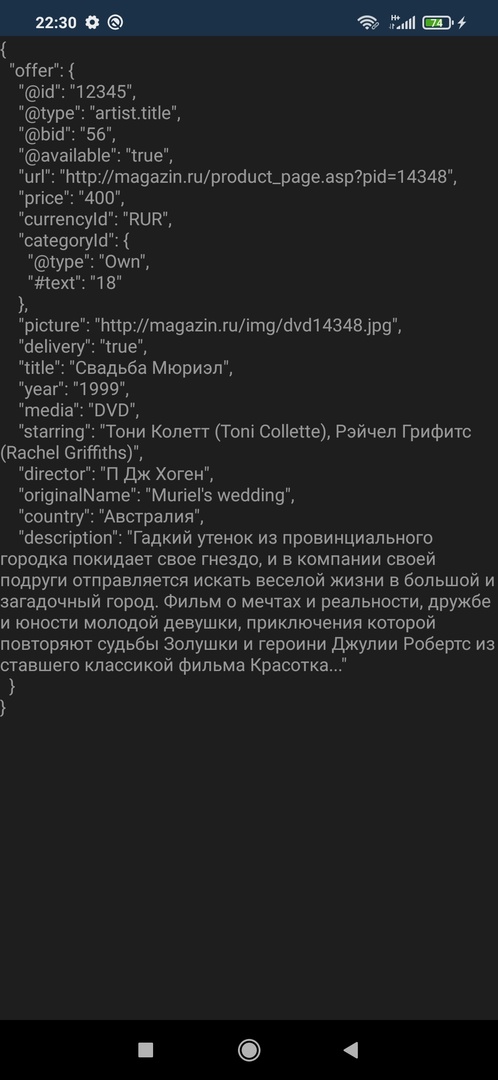 22:30
H+
74
{
"offer": {
"@id": "12345",
"@type": "artist.title",
"@bid": "56",
"@available": "true",
"url": "http://magazin.ru/product_page.asp?pid=14348",
"price": "400",
"currencyId": "RUR",
"categoryId": {
"@type": "Own",
"#text": "18"
},
"picture": "http://magazin.ru/img/dvd14348.jpg",
"delivery": "true",
"title": "Свадьба Мюриэл",
"year": "1999",
"media": "DVD",
"starring": "Тони Колетт (Toni Collette), Рэйчел Грифитс
(Rachel Griffiths)",
"director": "П Дж Хоген",
"originalName": "Muriel's wedding",
"country": "Австралия",
"description": "Гадкий утенок из провинциального
городка покидает свое гнездо, и в компании своей
подруги отправляется искать веселой жизни в большой и
загадочный город. Фильм о мечтах и реальности, дружбе
и юности молодой девушки, приключения которой
повторяют судьбы Золушки и героини Джулии Робертс из
ставшего классикой фильма Красотка..."
}
}